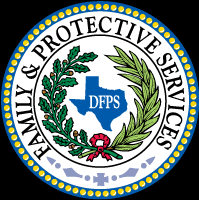 FAMILY & PROTECTIVE SERVICES
DFPS